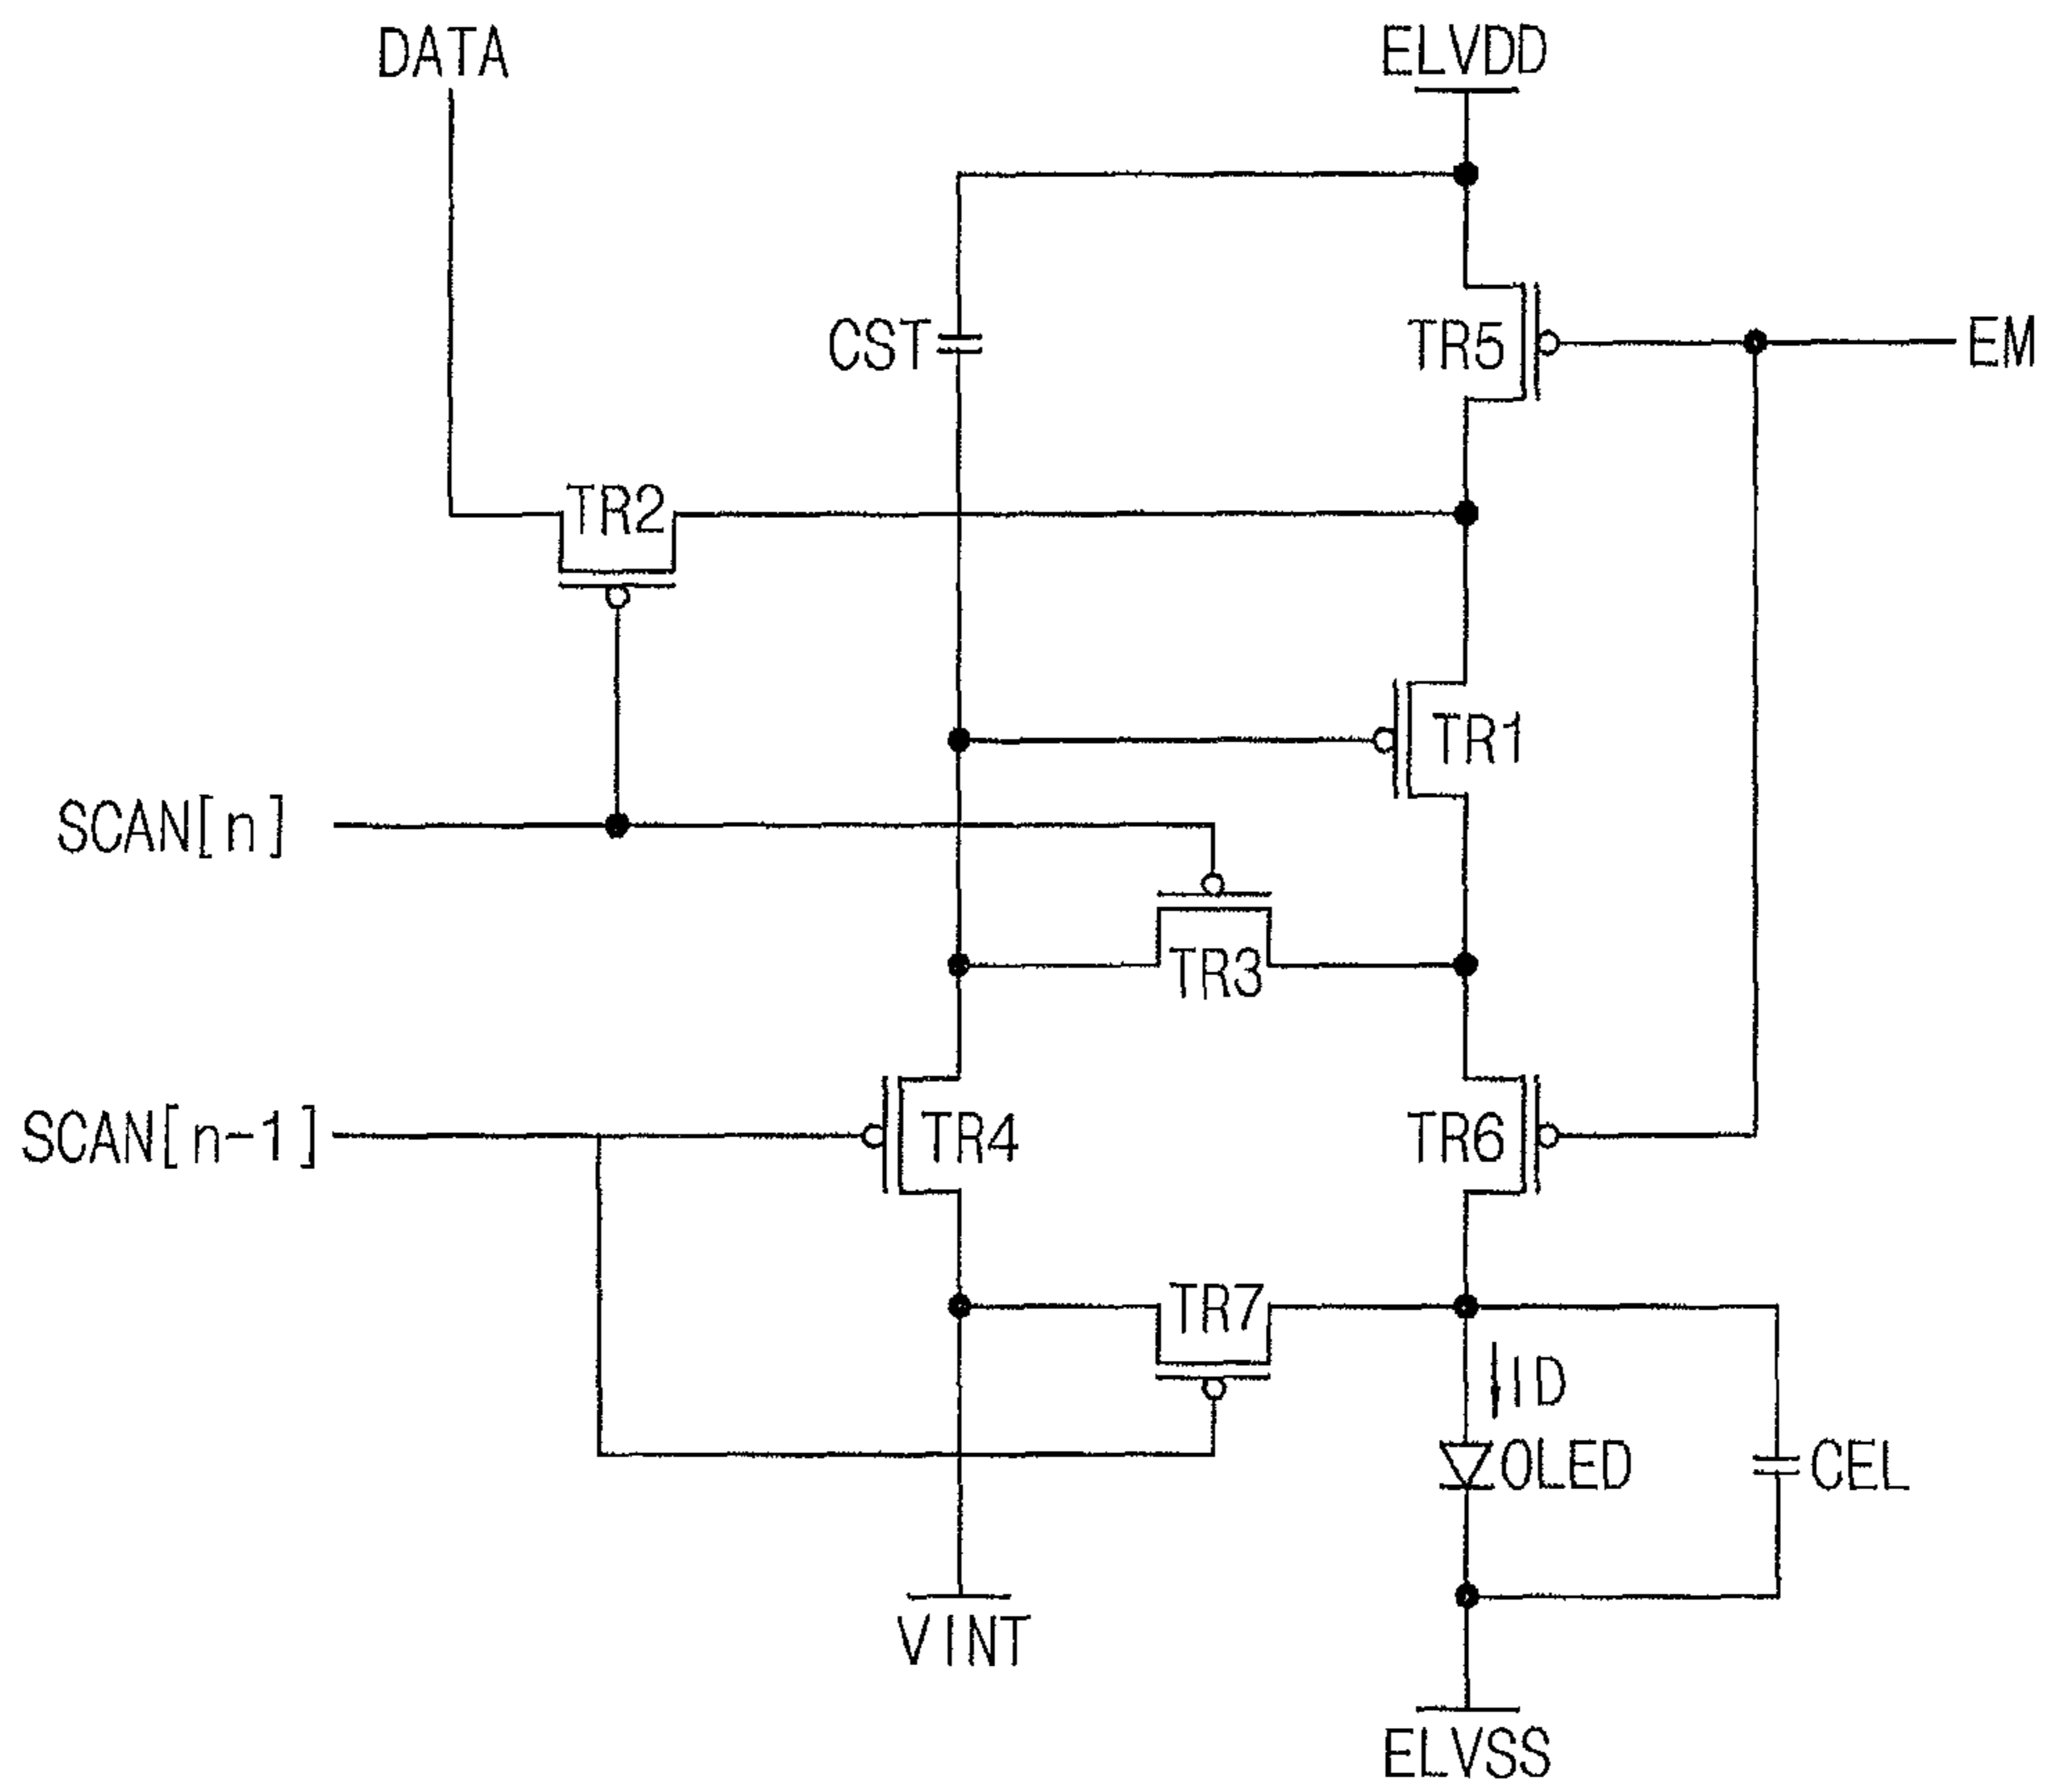 DATA
ELVDD
CST
TR5
EM
TR2
TR1
SCAN[n]
TR3
SCAN[n-1]
TR4
TR6
TR7
ID
OLED
CEL
VINT
ELVSS